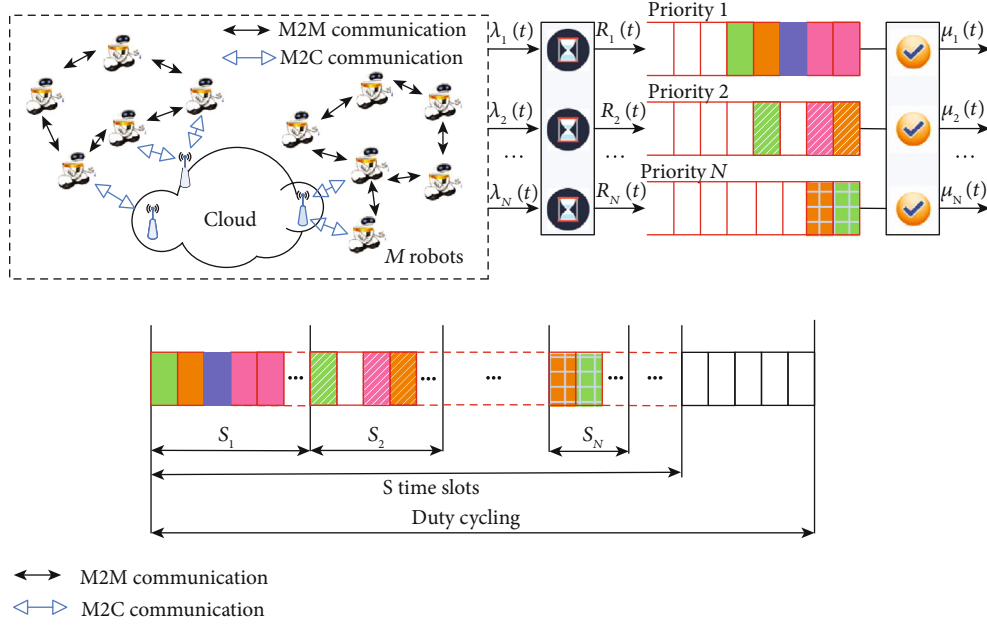 M2M communication
M2C communication
Cloud
M robots
λ1(t)
R1(t)
Priority 1
μ1(t)
λ2(t)
R2(t)
Priority 2
μ2(t)
...
...
...
λN(t)
RN(t)
Priority N
μN(t)
...
...
...
...
...
S1
S2
SN
S time slots
Duty cycling
M2M communication
M2C communication